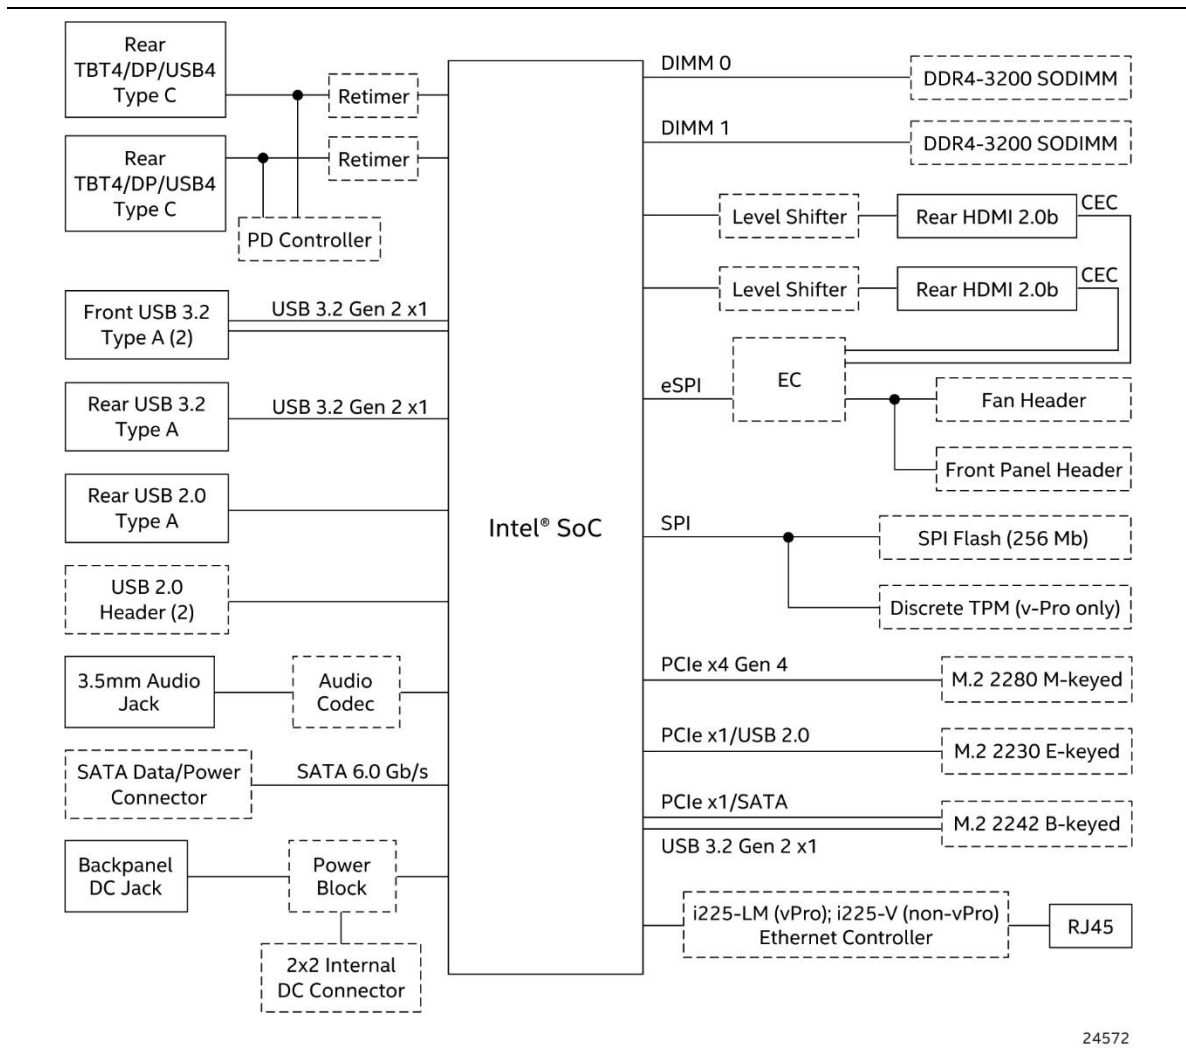 Rear
TBT4/DP/USB4
Type C
Retimer
Rear
TBT4/DP/USB4
Type C
Retimer
PD Controller
Front USB 3.2
Type A (2)
USB 3.2 Gen 2 x1
Rear USB 3.2
Type A
USB 3.2 Gen 2 x1
Rear USB 2.0
Type A
USB 2.0
Header (2)
3.5mm Audio
Jack
Audio
Codec
SATA Data/Power
Connector
SATA 6.0 Gb/s
Backpanel
DC Jack
Power
Block
2x2 Internal
DC Connector
Intel® SoC
DIMM 0
DDR4-3200 SODIMM
DIMM 1
DDR4-3200 SODIMM
Level Shifter
Rear HDMI 2.0b
CEC
Level Shifter
Rear HDMI 2.0b
CEC
eSPI
EC
Fan Header
Front Panel Header
SPI
SPI Flash (256 Mb)
Discrete TPM (v-Pro only)
PCIe x4 Gen 4
M.2 2280 M-keyed
PCIe x1/USB 2.0
M.2 2230 E-keyed
PCIe x1/SATA
M.2 2242 B-keyed
USB 3.2 Gen 2 x1
i225-LM (vPro); i225-V (non-vPro)
Ethernet Controller
RJ45
24572